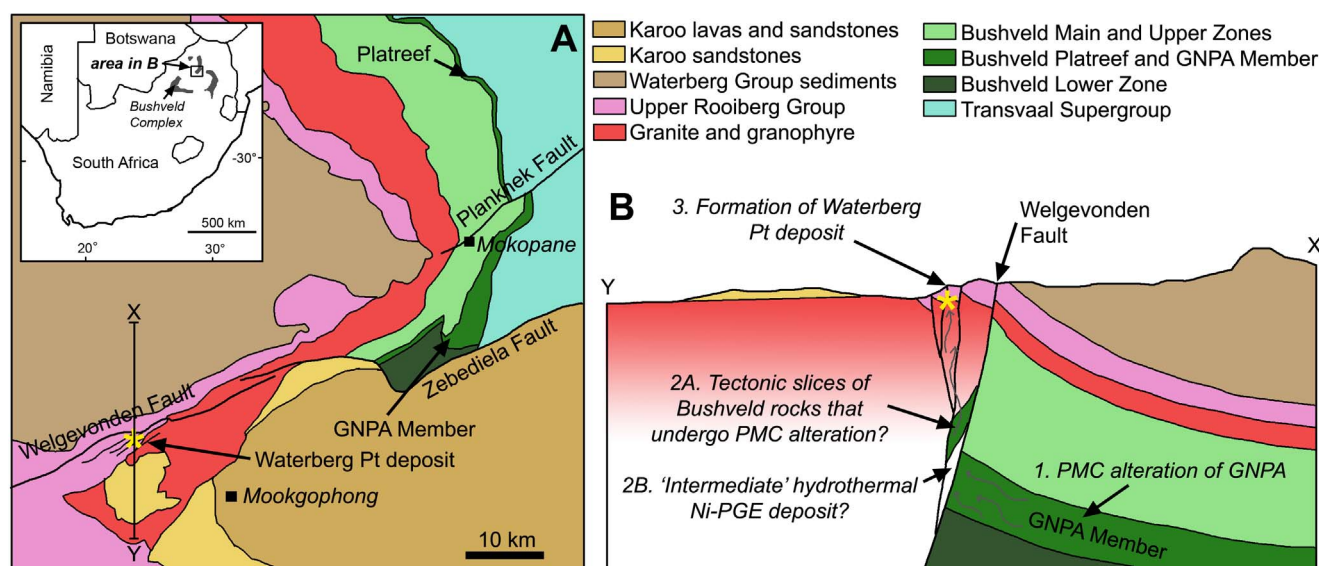 A
Namibia
Botswana
area in B
Bushveld
Complex
South Africa
-30°
500 km
20°
30°
Platreef
Planknek Fault
Mokopane
Zebediela Fault
GNPA Member
X
Welgevonden Fault
Waterberg Pt deposit
Mookgophong
Y
10 km
Karoo lavas and sandstones
Karoo sandstones
Waterberg Group sediments
Upper Rooiberg Group
Granite and granophyre
Bushveld Main and Upper Zones
Bushveld Platreef and GNPA Member
Bushveld Lower Zone
Transvaal Supergroup
B
3. Formation of Waterberg
Pt deposit
Welgevonden
Fault
X
Y
2A. Tectonic slices of
Bushveld rocks that
undergo PMC alteration?
2B. ‘Intermediate’ hydrothermal
Ni-PGE deposit?
1. PMC alteration of GNPA
GNPA Member